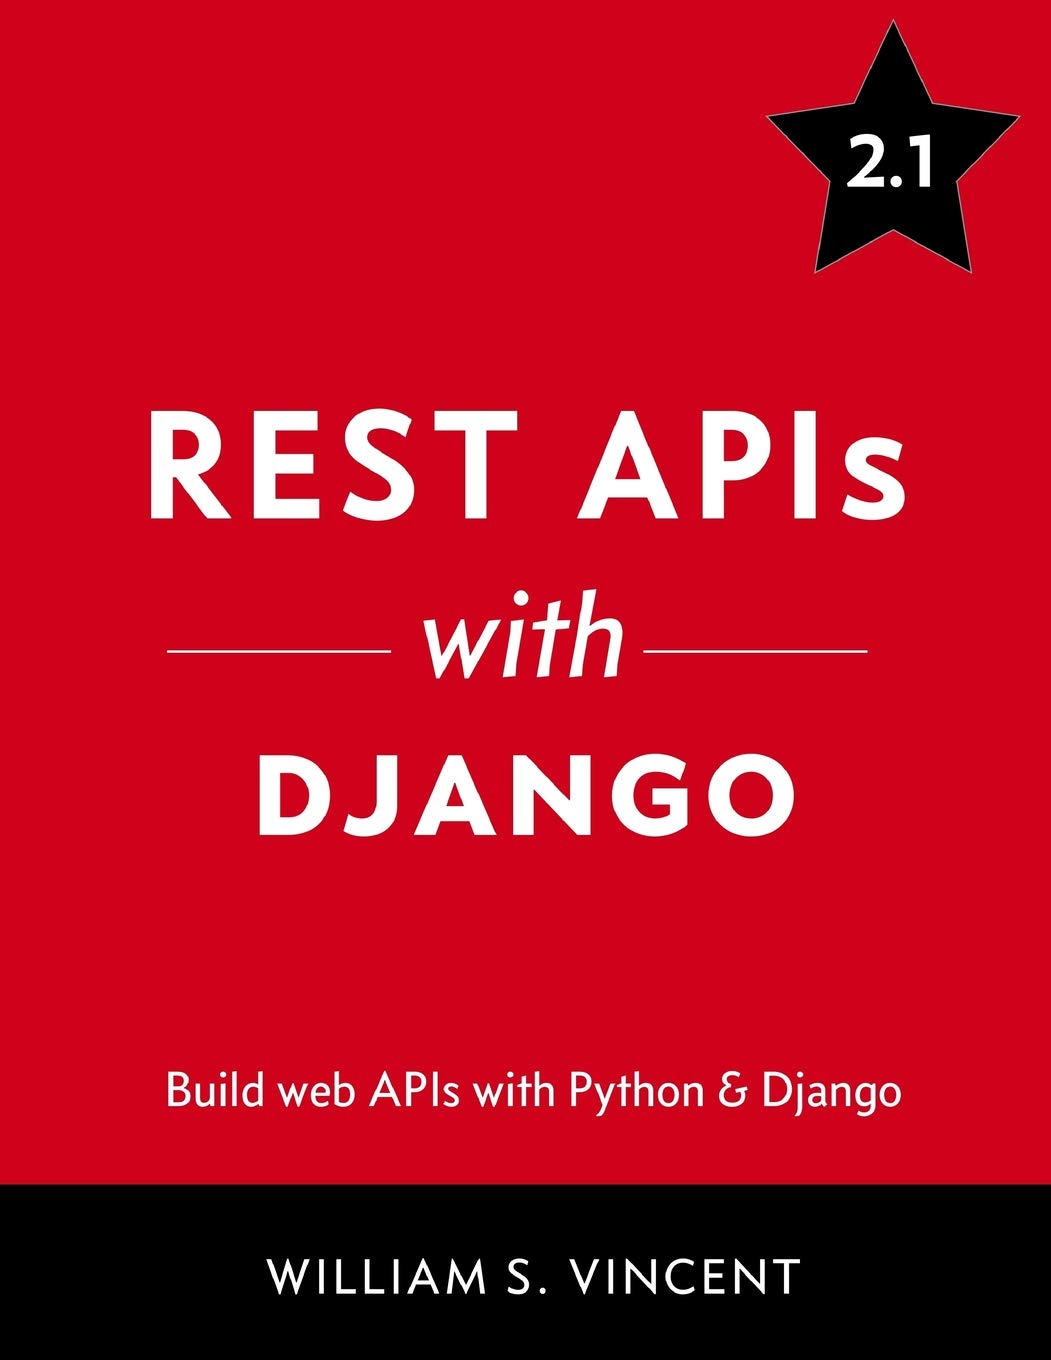 2.1
REST APIs
with
DJANGO
Build web APIs with Python & Django
WILLIAM S. VINCENT